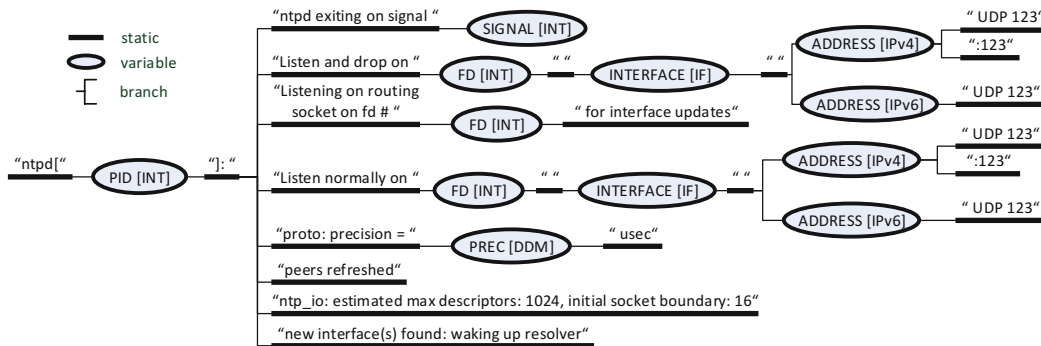 static
variable
branch
“ntpd[“
PID [INT]
“]: “
“ntpd exiting on signal “
SIGNAL [INT]
“Listen and drop on “
FD [INT]
“ “
INTERFACE [IF]
“ “
ADDRESS [IPv4]
“ UDP 123“
“:123“
ADDRESS [IPv6]
“ UDP 123“
“Listening on routing
socket on fd # “
FD [INT]
“ for interface updates“
“Listen normally on “
FD [INT]
“ “
INTERFACE [IF]
“ “
ADDRESS [IPv4]
“ UDP 123“
“:123“
ADDRESS [IPv6]
“ UDP 123“
“proto: precision = “
PREC [DDM]
“ usec“
“peers refreshed“
“ntp_io: estimated max descriptors: 1024, initial socket boundary: 16“
“new interface(s) found: waking up resolver“